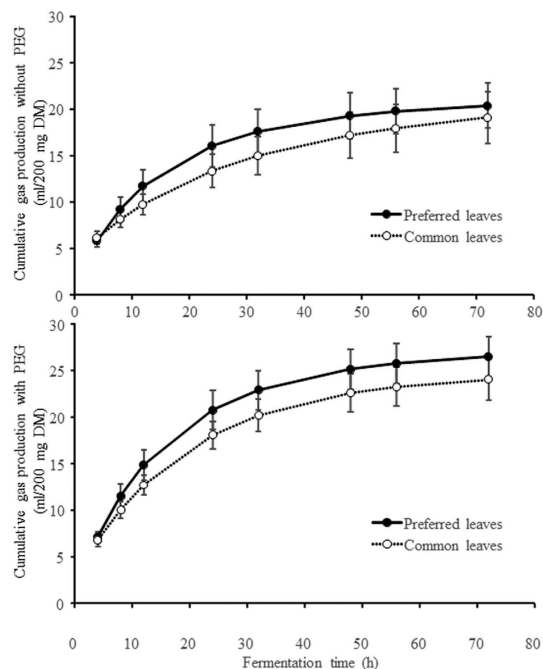 Cumulative gas production without PEG
(ml/200 mg DM)
30
25
20
15
10
5
0
Preferred leaves
Common leaves
0 10 20 30 40 50 60 70 80
Cumulative gas production with PEG
(ml/200 mg DM)
30
25
20
15
10
5
0
Preferred leaves
Common leaves
0 10 20 30 40 50 60 70 80
Fermentation time (h)